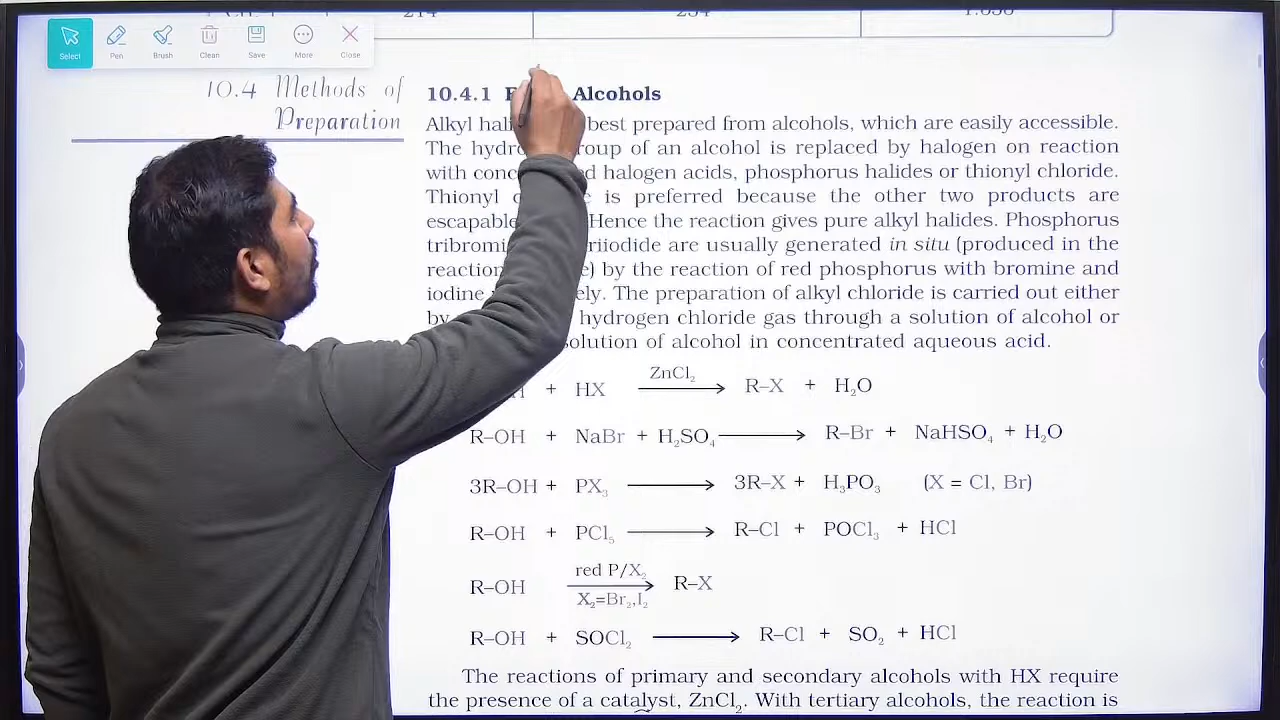 214 254 1.636
Select Pen Brush Clean Save More Close
10.4 Methods of
Preparation
10.4.1 Alcohols
Alkyl best prepared from alcohols, which are easily accessible.
The of an alcohol is replaced by halogen on reaction
with halogen acids, phosphorus halides or thionyl chloride.
Thionyl is preferred because the other two products are
escapable Hence the reaction gives pure alkyl halides. Phosphorus
are usually generated in situ (produced in the
reaction by the reaction of red phosphorus with bromine and
iodine The preparation of alkyl chloride is carried out either
by hydrogen chloride gas through a solution of alcohol or
solution of alcohol in concentrated aqueous acid.
+ HX ZnCl₂ ⟶ R–X + H₂O
R–OH + NaBr + H₂SO₄ ⟶ R–Br + NaHSO₄ + H₂O
3R–OH + PX₃ ⟶ 3R–X + H₃PO₃ (X = Cl, Br)
R–OH + PCl₅ ⟶ R–Cl + POCl₃ + HCl
R–OH red P/X₂ ⟶ X₂=Br₂,I₂ R–X
R–OH + SOCl₂ ⟶ R–Cl + SO₂ + HCl
The reactions of primary and secondary alcohols with HX require
the presence of a catalyst, ZnCl₂. With tertiary alcohols, the reaction is